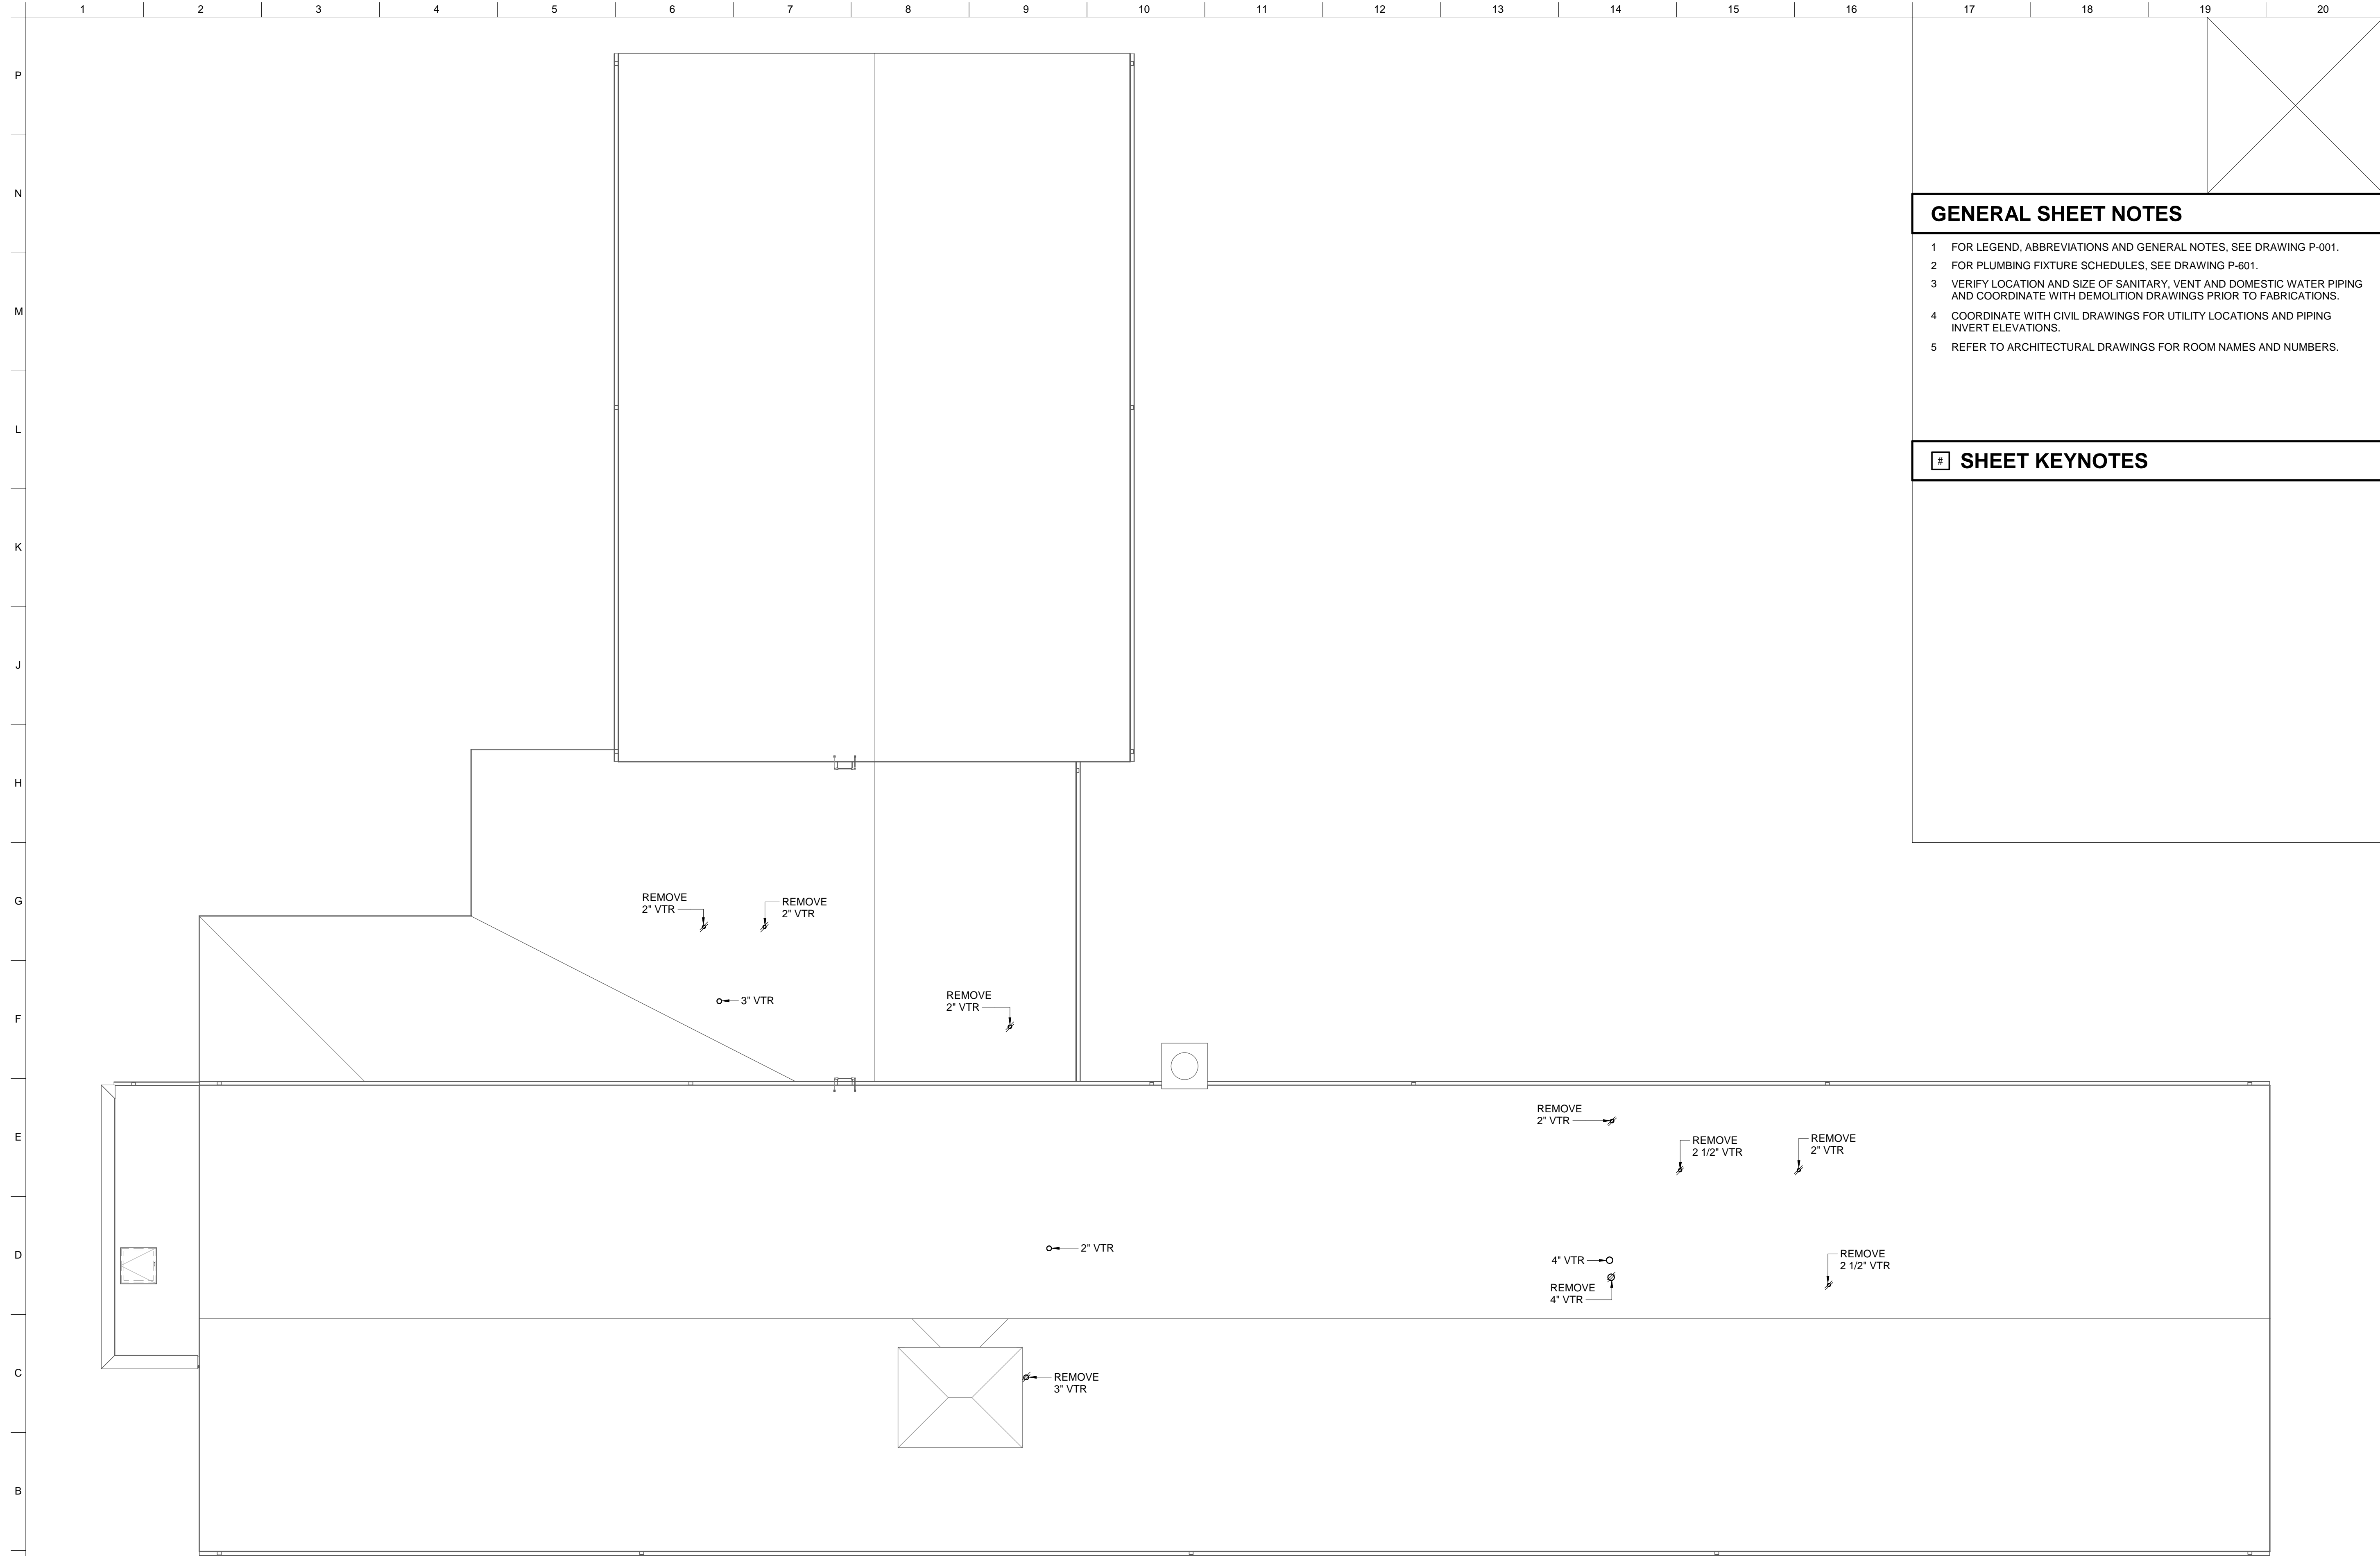 1 2 3 4 5 6 7 8 9 10 11 12 13 14 15 16 17 18 19 20
P
N
M
L
K
J
H
G
F
E
D
C
B
GENERAL SHEET NOTES
1 FOR LEGEND, ABBREVIATIONS AND GENERAL NOTES, SEE DRAWING P-001.
2 FOR PLUMBING FIXTURE SCHEDULES, SEE DRAWING P-601.
3 VERIFY LOCATION AND SIZE OF SANITARY, VENT AND DOMESTIC WATER PIPING
AND COORDINATE WITH DEMOLITION DRAWINGS PRIOR TO FABRICATIONS.
4 COORDINATE WITH CIVIL DRAWINGS FOR UTILITY LOCATIONS AND PIPING
INVERT ELEVATIONS.
5 REFER TO ARCHITECTURAL DRAWINGS FOR ROOM NAMES AND NUMBERS.
# SHEET KEYNOTES
REMOVE
2" VTR
REMOVE
2" VTR
3" VTR
REMOVE
2" VTR
REMOVE
2" VTR
REMOVE
2 1/2" VTR
REMOVE
2" VTR
2" VTR
4" VTR
REMOVE
4" VTR
REMOVE
2 1/2" VTR
REMOVE
3" VTR